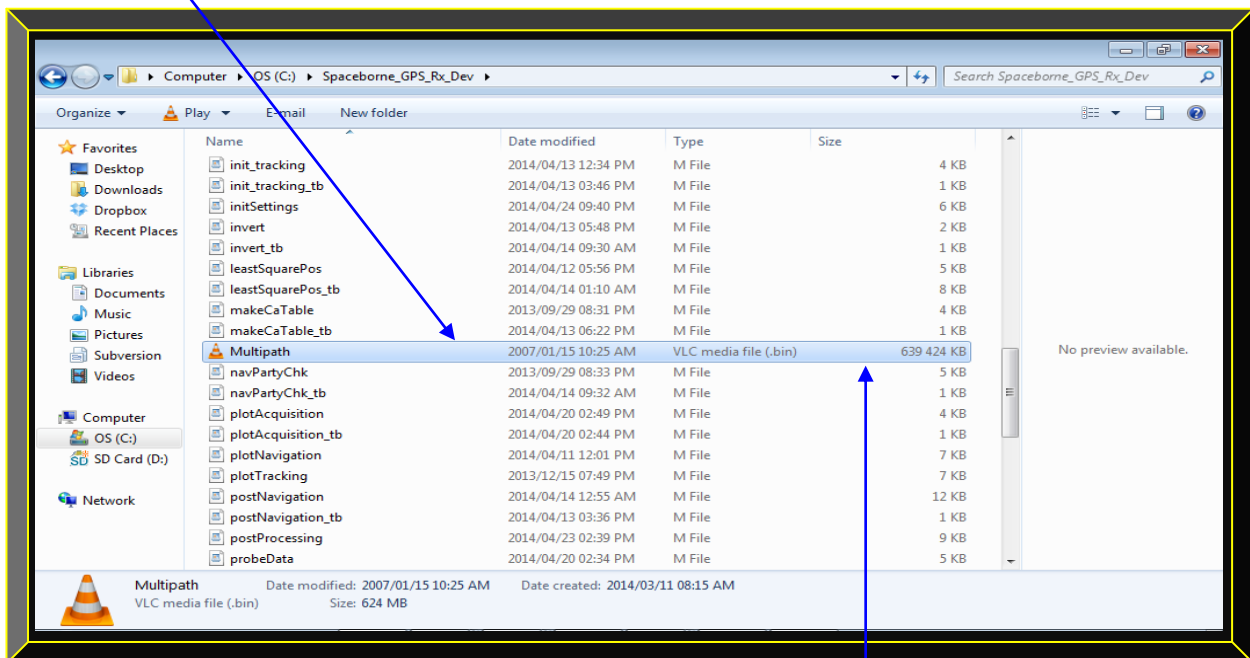 Computer OS (C:) Spaceborne_GPS_Rx_Dev Search Spaceborne_GPS_Rx_Dev
Organize Play E-mail New folder
Favorites
Desktop
Downloads
Dropbox
Recent Places
Libraries
Documents
Music
Pictures
Subversion
Videos
Computer
OS (C:)
SD Card (D:)
Network
Name Date modified Type Size
init_tracking 2014/04/13 12:34 PM M File 4 KB
init_tracking_tb 2014/04/13 03:46 PM M File 1 KB
initSettings 2014/04/24 09:40 PM M File 6 KB
invert 2014/04/13 05:48 PM M File 2 KB
invert_tb 2014/04/14 09:30 AM M File 1 KB
leastSquarePos 2014/04/12 05:56 PM M File 5 KB
leastSquarePos_tb 2014/04/14 01:10 AM M File 8 KB
makeCaTable 2013/09/29 08:31 PM M File 4 KB
makeCaTable_tb 2014/04/13 06:22 PM M File 1 KB
Multipath 2007/01/15 10:25 AM VLC media file (.bin) 639 424 KB
navPartyChk 2013/09/29 08:33 PM M File 5 KB
navPartyChk_tb 2014/04/14 09:32 AM M File 1 KB
plotAcquisition 2014/04/20 02:49 PM M File 4 KB
plotAcquisition_tb 2014/04/20 02:44 PM M File 1 KB
plotNavigation 2014/04/11 12:01 PM M File 7 KB
plotTracking 2013/12/15 07:49 PM M File 7 KB
postNavigation 2014/04/14 12:55 AM M File 12 KB
postNavigation_tb 2014/04/13 03:36 PM M File 1 KB
postProcessing 2014/04/23 02:39 PM M File 9 KB
probeData 2014/04/20 02:34 PM M File 5 KB
No preview available.
Multipath Date modified: 2007/01/15 10:25 AM Date created: 2014/03/11 08:15 AM
VLC media file (.bin) Size: 624 MB